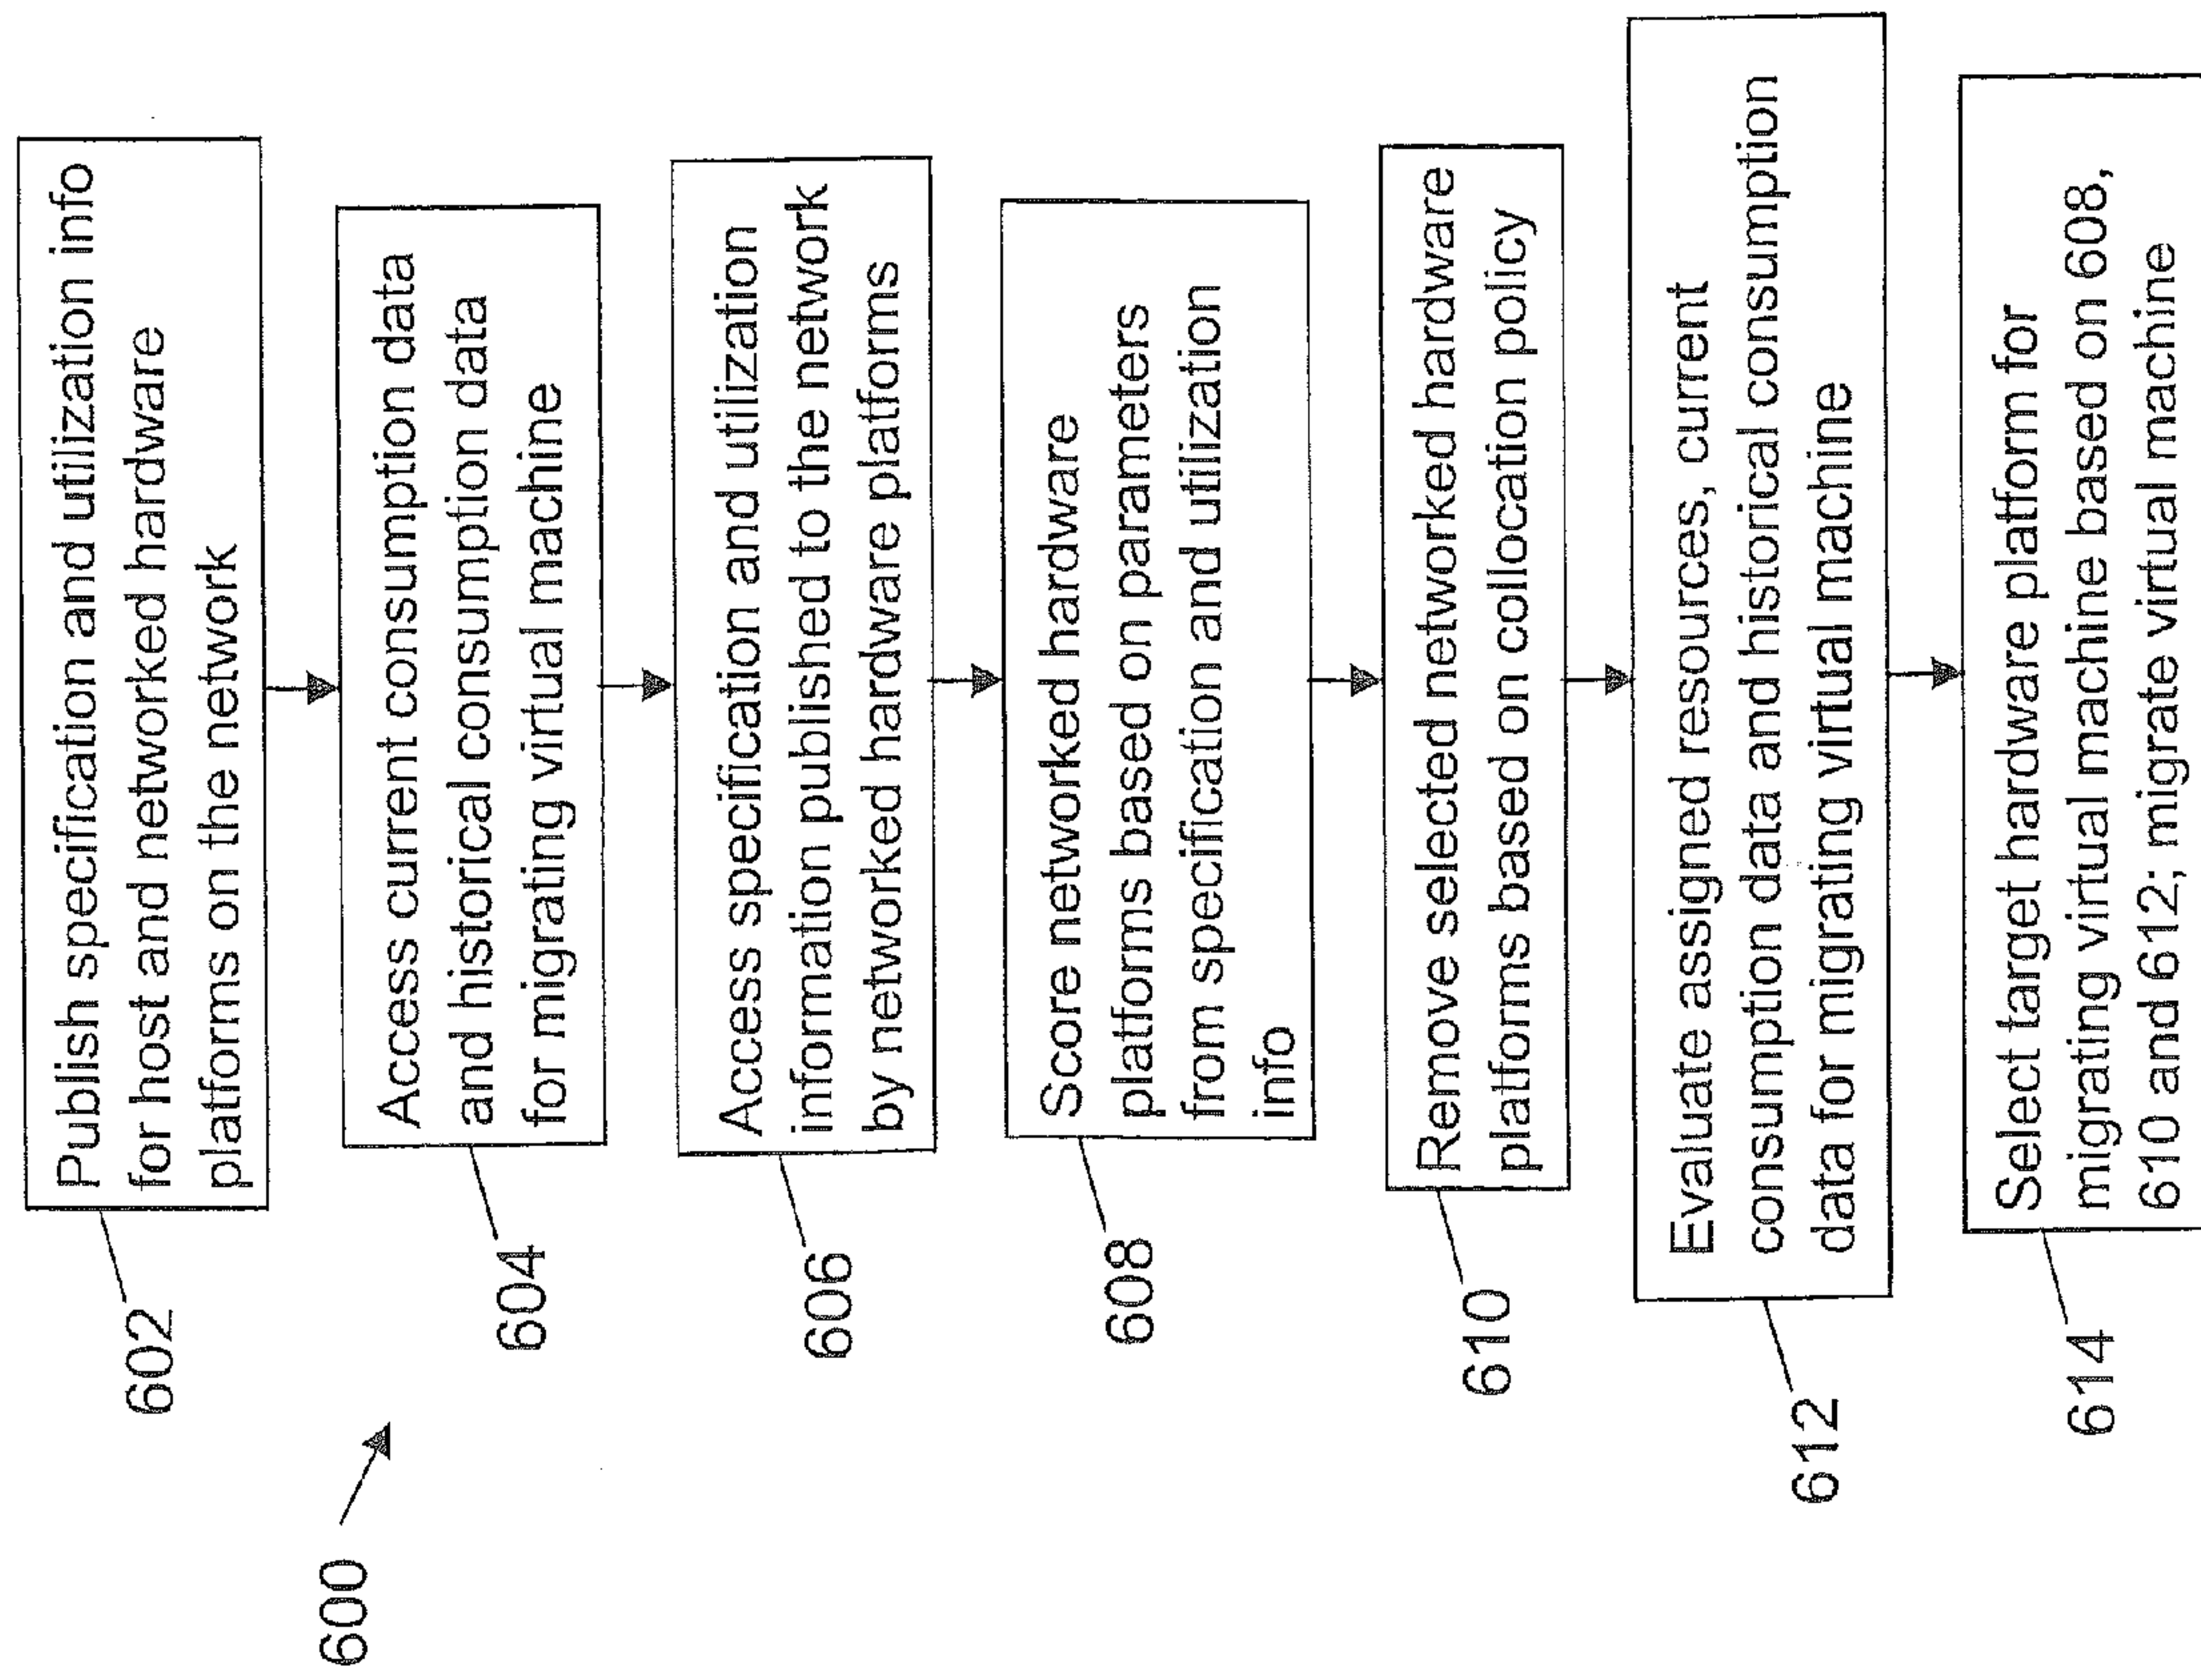 600
602
Publish specification and utilization info
for host and networked hardware
platforms on the network
604
Access current consumption data
and historical consumption data
for migrating virtual machine
606
Access specification and utilization
information published to the network
by networked hardware platforms
608
Score networked hardware
platforms based on parameters
from specification and utilization
info
610
Remove selected networked hardware
platforms based on collocation policy
612
Evaluate assigned resources, current
consumption data and historical consumption
data for migrating virtual machine
614
Select target hardware platform for
migrating virtual machine based on 608,
610 and 612; migrate virtual machine